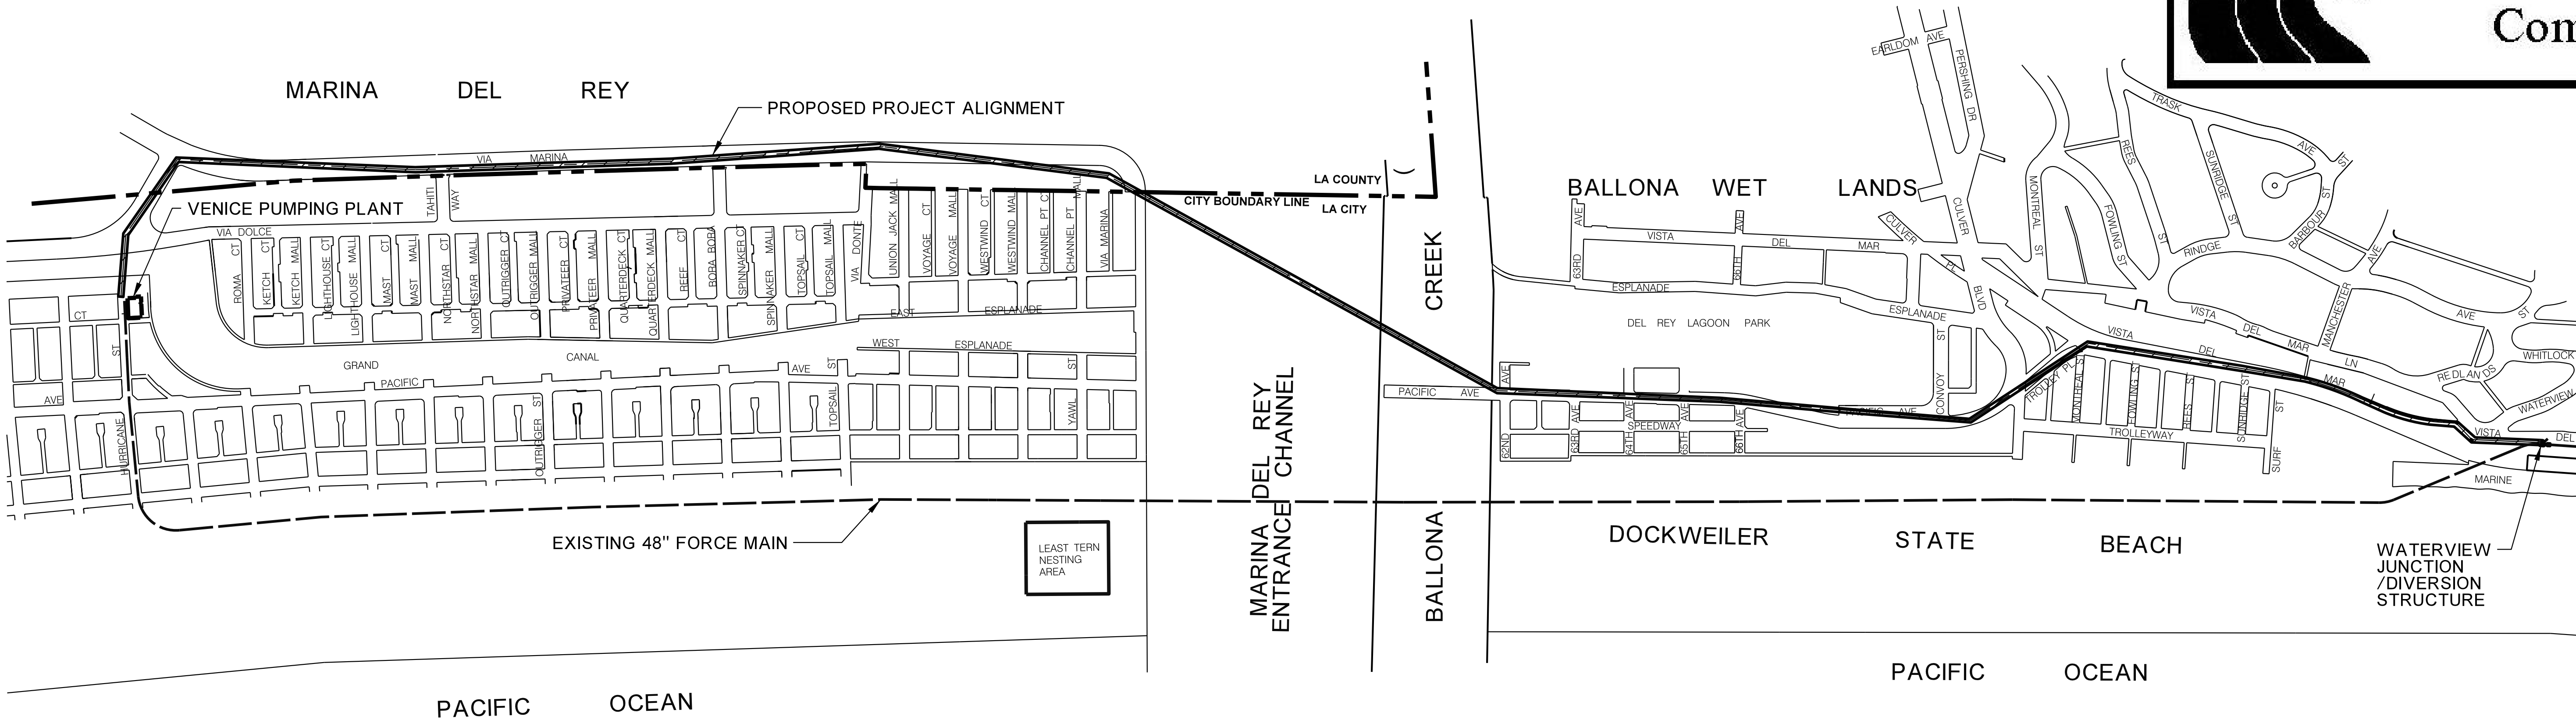 Com
MARINA DEL REY
PROPOSED PROJECT ALIGNMENT
VIA MARINA
VENICE PUMPING PLANT
TAHITI WAY
VIA DOLCE
ROMA CT
KETCH CT
KETCH MALL
LIGHTHOUSE CT
LIGHTHOUSE MALL
MAST CT
MAST MALL
NORTHSTAR CT
NORTHSTAR MALL
OUTRIGGER CT
OUTRIGGER MALL
PRIVATEER CT
PRIVATEER MALL
QUARTERDECK CT
QUARTERDECK MALL
REEF CT
BORA BORA
SPINNAKER CT
SPINNAKER MALL
TOPSAIL CT
TOPSAIL MALL
VIA DONTE
UNION JACK MALL
VOYAGE CT
VOYAGE MALL
WESTWIND CT
WESTWIND MALL
CHANNEL PT CT
CHANNEL PT MALL
VIA MARINA
CT
ST
AVE
HURRICANE
EAST ESPLANADE
WEST ESPLANADE
GRAND CANAL
PACIFIC AVE
OUTRIGGER ST
TOPSAIL ST
YAWL ST
EXISTING 48" FORCE MAIN
LEAST TERN
NESTING
AREA
PACIFIC OCEAN
MARINA DEL REY
ENTRANCE CHANNEL
BALLONA CREEK
LA COUNTY
CITY BOUNDARY LINE
LA CITY
BALLONA WET LANDS
EARLDOM AVE
PERSHING DR
CULVER
CULVER
PL
BLVD
63RD AVE
VISTA DEL MAR
66TH AVE
ESPLANADE
ESPLANADE
DEL REY LAGOON PARK
CONVOY ST
PACIFIC AVE
PACIFIC AVE
62ND AVE
63RD AVE
64TH AVE
65TH AVE
66TH AVE
SPEEDWAY
TROLLEY PL
MONTREAL ST
FOWLING ST
REES ST
SUNRIDGE ST
SURF ST
TROLLEYWAY
MONTREAL ST
FOWLING ST
REES ST
SUNRIDGE ST
TRASK AVE
ST
RINDGE AVE
BARBOUR ST
MANCHESTER
AVE
ST
VISTA DEL MAR LN
VISTA DEL MAR
WHITLOCK
REDLANDS
WATERVIEW
VISTA DEL
MARINE
DOCKWEILER STATE BEACH
WATERVIEW
JUNCTION
/DIVERSION
STRUCTURE
PACIFIC OCEAN